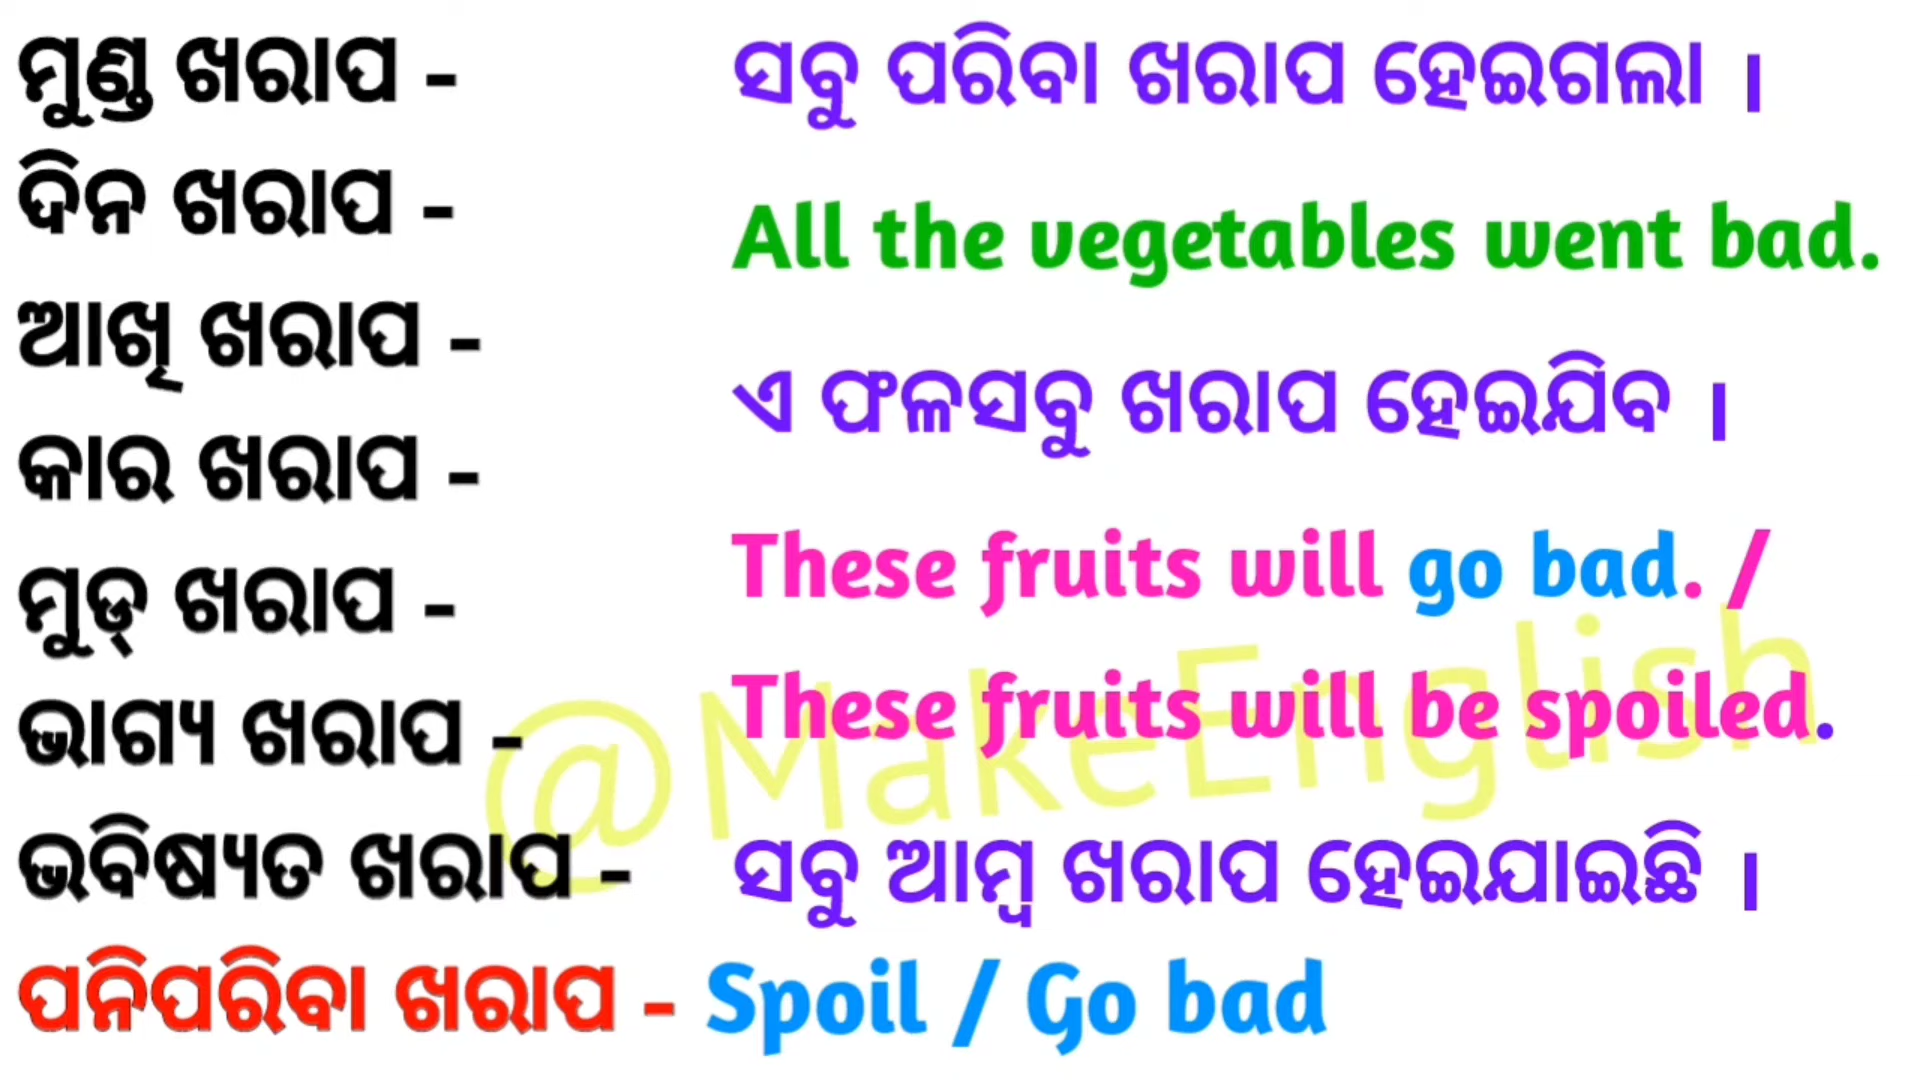 ମୁଣ୍ଡ ଖରାପ -
ଦିନ ଖରାପ -
ଆଖି ଖରାପ -
କାର ଖରାପ -
ମୁଡ୍ ଖରାପ -
ଭାଗ୍ୟ ଖରାପ -
ଭବିଷ୍ୟତ ଖରାପ -
ପନିପରିବା ଖରାପ - Spoil / Go bad
ସବୁ ପରିବା ଖରାପ ହେଇଗଲା ।
All the vegetables went bad.
ଏ ଫଳସବୁ ଖରାପ ହେଇଯିବ ।
These fruits will go bad. /
These fruits will be spoiled.
ସବୁ ଆମ୍ବ ଖରାପ ହେଇଯାଇଛି ।
@MakeEnglish